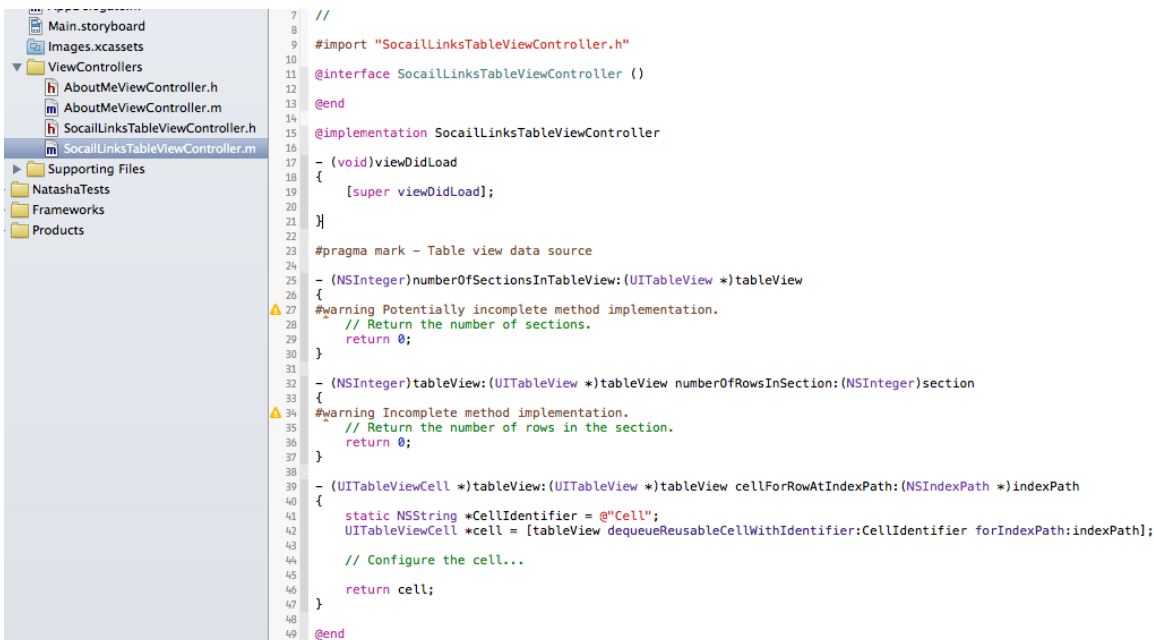 Main.storyboard
Images.xcassets
ViewControllers
h AboutMeViewController.h
m AboutMeViewController.m
h SocailLinksTableViewController.h
m SocailLinksTableViewController.m
Supporting Files
NatashaTests
Frameworks
Products
7 //
8
9 #import "SocailLinksTableViewController.h"
10
11 @interface SocailLinksTableViewController ()
12
13 @end
14
15 @implementation SocailLinksTableViewController
16
17 - (void)viewDidLoad
18 {
19 [super viewDidLoad];
20
21 }
22
23 #pragma mark - Table view data source
24
25 - (NSInteger)numberOfSectionsInTableView:(UITableView *)tableView
26 {
27 #warning Potentially incomplete method implementation.
28 // Return the number of sections.
29 return 0;
30 }
31
32 - (NSInteger)tableView:(UITableView *)tableView numberOfRowsInSection:(NSInteger)section
33 {
34 #warning Incomplete method implementation.
35 // Return the number of rows in the section.
36 return 0;
37 }
38
39 - (UITableViewCell *)tableView:(UITableView *)tableView cellForRowAtIndexPath:(NSIndexPath *)indexPath
40 {
41 static NSString *CellIdentifier = @"Cell";
42 UITableViewCell *cell = [tableView dequeueReusableCellWithIdentifier:CellIdentifier forIndexPath:indexPath];
43
44 // Configure the cell...
45
46 return cell;
47 }
48
49 @end